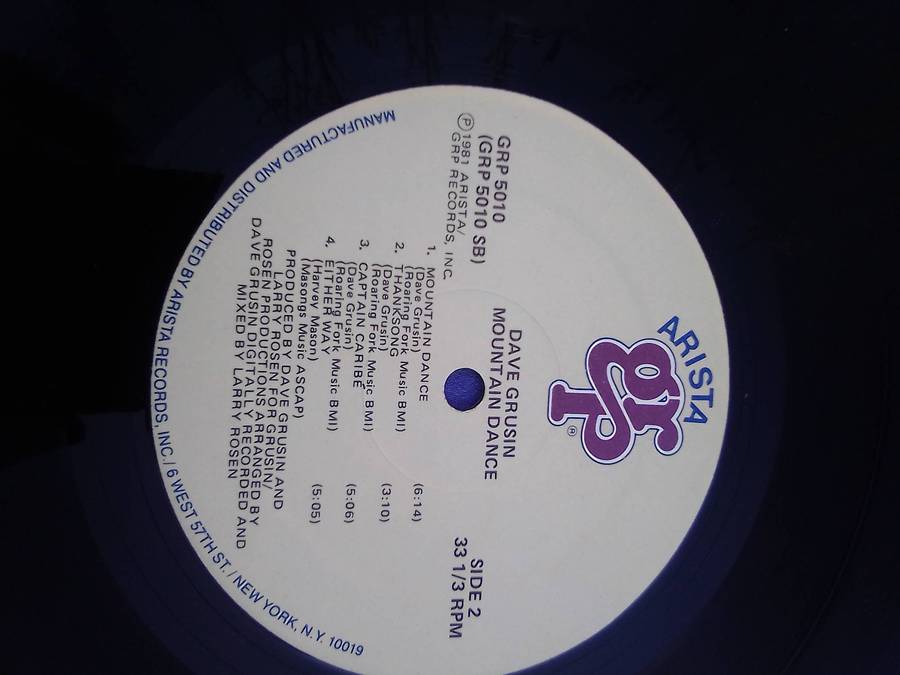 ARISTA
grp
®
GRP 5010
(GRP 5010 SB)
Ⓟ1981 ARISTA/
GRP RECORDS, INC.
DAVE GRUSIN
MOUNTAIN DANCE
SIDE 2
33 1/3 RPM
1. MOUNTAIN DANCE (6:14)
(Dave Grusin)
(Roaring Fork Music BMI)
2. THANKSONG (3:10)
(Dave Grusin)
(Roaring Fork Music BMI)
3. CAPTAIN CARIBE (5:06)
(Dave Grusin)
(Roaring Fork Music BMI)
4. EITHER WAY (5:05)
(Harvey Mason)
(Masongs Music ASCAP)
PRODUCED BY DAVE GRUSIN AND
LARRY ROSEN FOR GRUSIN/
ROSEN PRODUCTIONS ARRANGED BY
DAVE GRUSIN DIGITALLY RECORDED AND
MIXED BY LARRY ROSEN
MANUFACTURED AND DISTRIBUTED BY ARISTA RECORDS, INC./ 6 WEST 57TH ST. / NEW YORK, N.Y. 10019